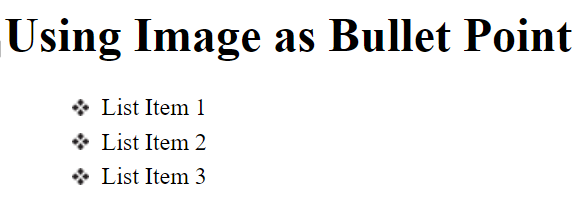 Using Image as Bullet Point
❖ List Item 1
❖ List Item 2
❖ List Item 3